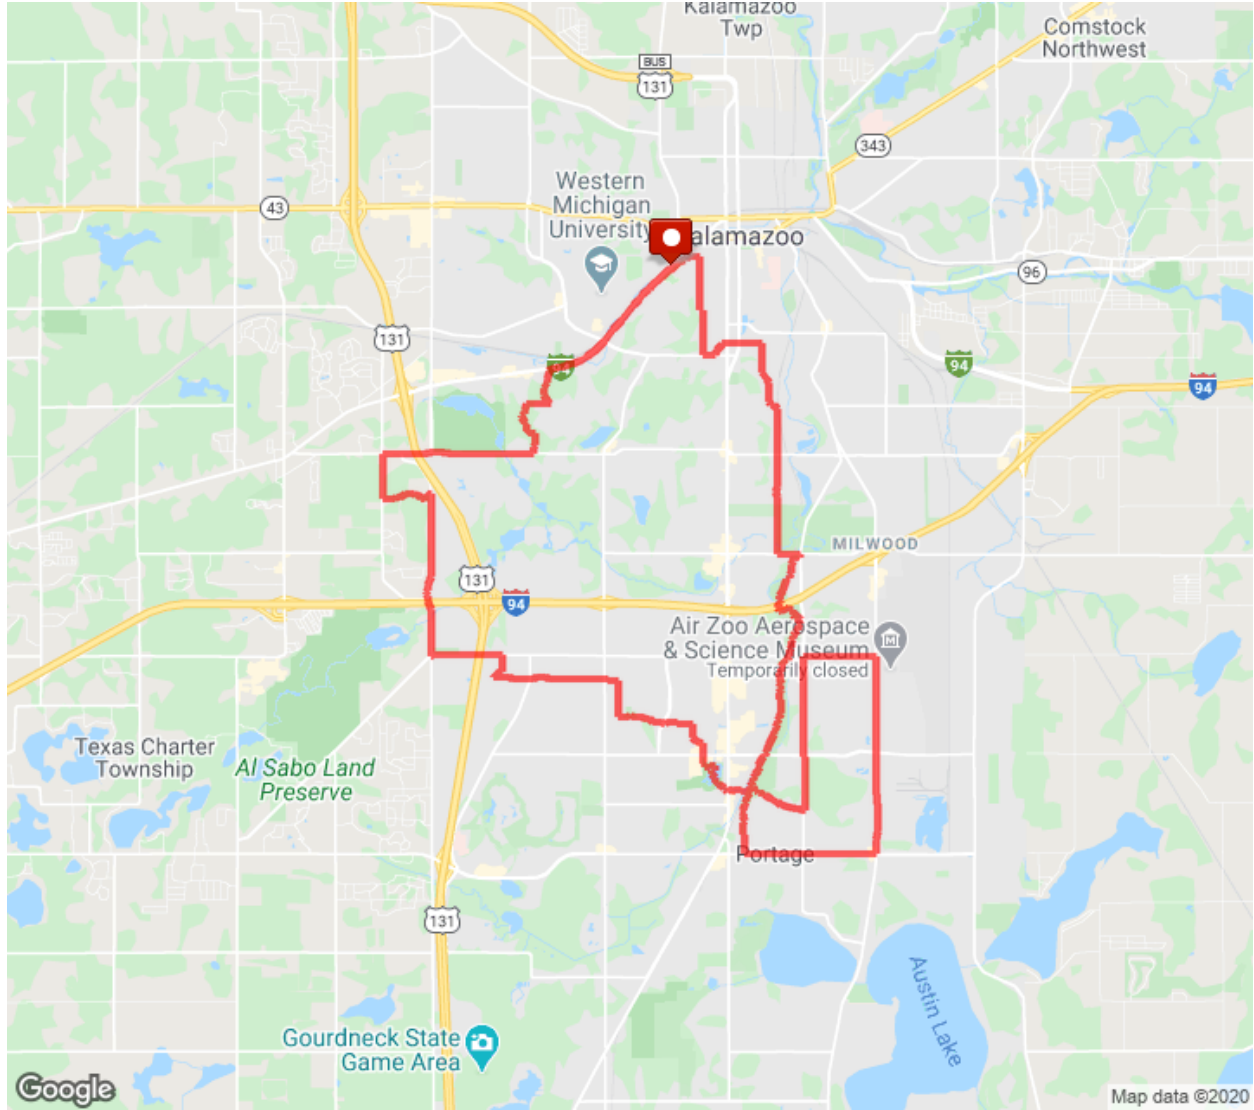 Kalamazoo
Twp
Comstock
Northwest
BUS
131
343
Western
Michigan
University
43
alamazoo
96
131
94
94
94
MILWOOD
131
94
Air Zoo Aerospace
& Science Museum
Temporarily closed
Texas Charter
Township
Al Sabo Land
Preserve
Portage
131
Austin Lake
Gourdneck State
Game Area
Google
Map data ©2020